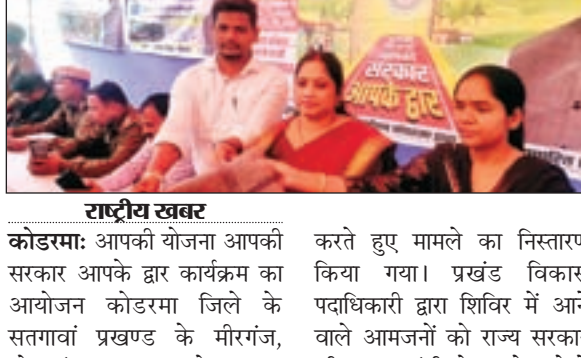 सरकार
आपके द्वार
राष्ट्रीय खबर
कोडरमाः आपकी योजना आपकी
सरकार आपके द्वार कार्यक्रम का
आयोजन कोडरमा जिले के
सतगावां प्रखण्ड के मीरगंज,
करते हुए मामले का निस्तारण
किया गया। प्रखंड विकास
पदाधिकारी द्वारा शिविर में आने
वाले आमजनों को राज्य सरकार